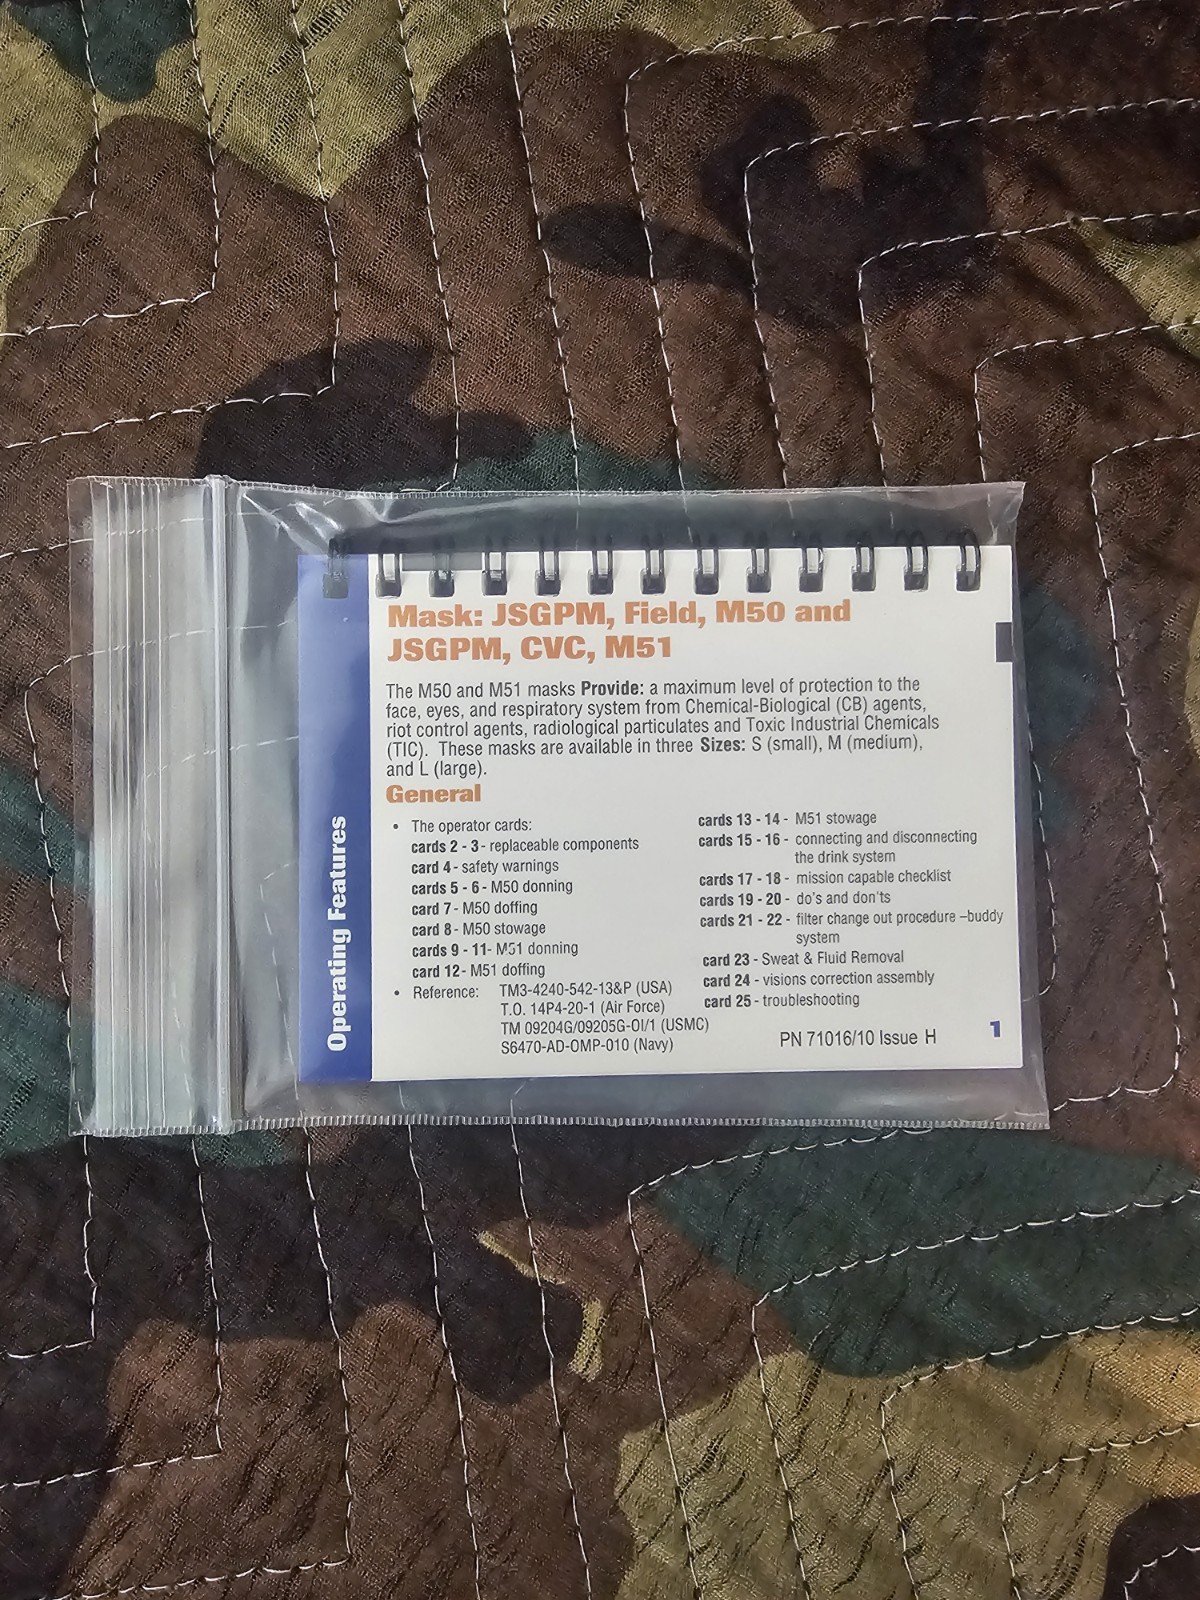 Mask: JSGPM, Field, M50 and
JSGPM, CVC, M51
The M50 and M51 masks Provide: a maximum level of protection to the
face, eyes, and respiratory system from Chemical-Biological (CB) agents,
riot control agents, radiological particulates and Toxic Industrial Chemicals
(TIC). These masks are available in three Sizes: S (small), M (medium),
and L (large).
General
• The operator cards:
cards 2 - 3 - replaceable components
card 4 - safety warnings
cards 5 - 6 - M50 donning
card 7 - M50 doffing
card 8 - M50 stowage
cards 9 - 11- M51 donning
card 12- M51 doffing
• Reference: TM3-4240-542-13&P (USA)
T.O. 14P4-20-1 (Air Force)
TM 09204G/09205G-OI/1 (USMC)
S6470-AD-OMP-010 (Navy)
cards 13 - 14 - M51 stowage
cards 15 - 16 - connecting and disconnecting
the drink system
cards 17 - 18 - mission capable checklist
cards 19 - 20 - do's and don'ts
cards 21 - 22 - filter change out procedure –buddy
system
card 23 - Sweat & Fluid Removal
card 24 - visions correction assembly
card 25 - troubleshooting
PN 71016/10 Issue H
1
Operating Features